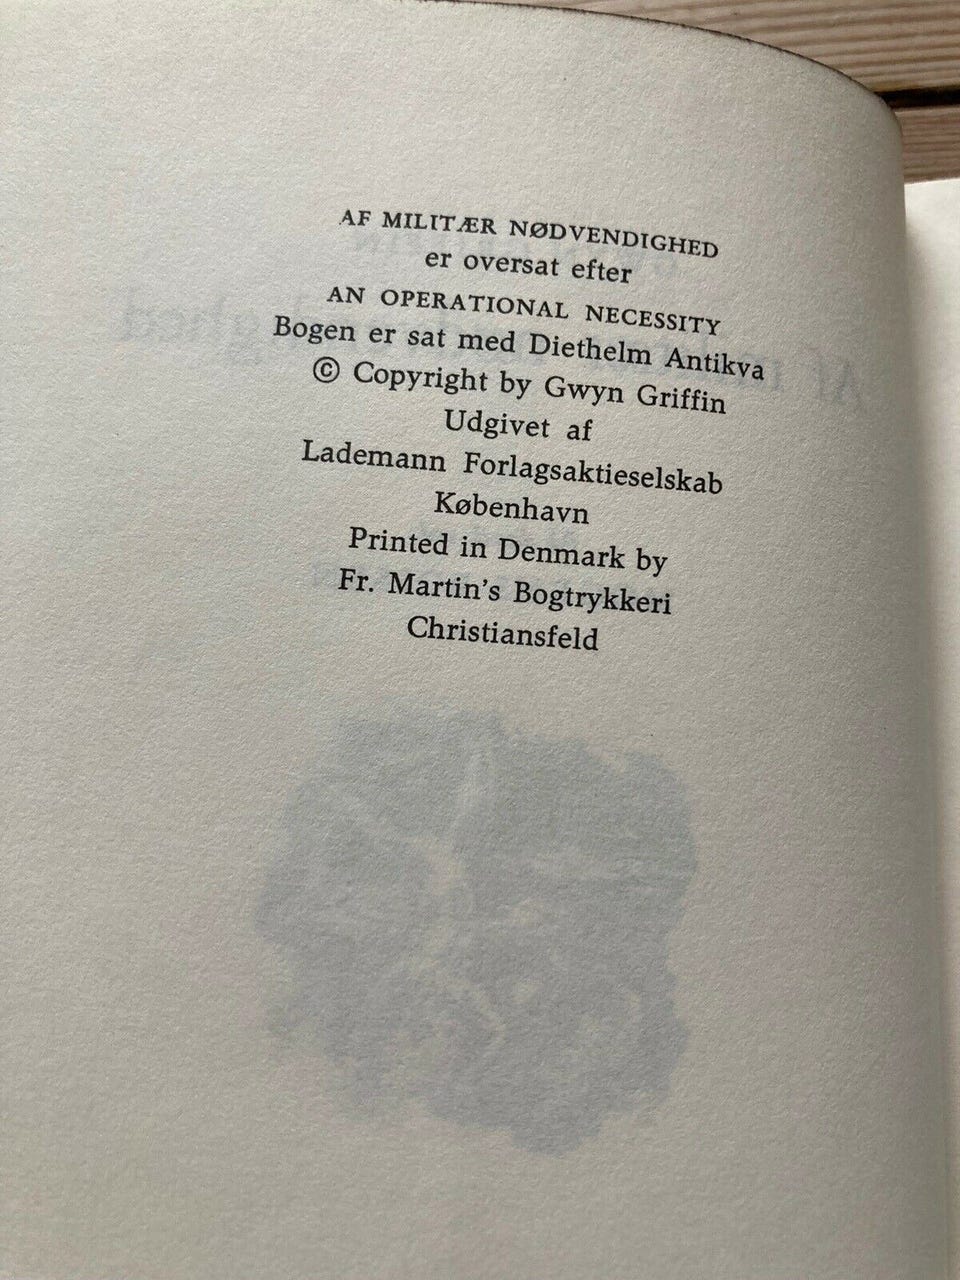 AF MILITÆR NØDVENDIGHED
er oversat efter
AN OPERATIONAL NECESSITY
Bogen er sat med Diethelm Antikva
© Copyright by Gwyn Griffin
Udgivet af
Lademann Forlagsaktieselskab
København
Printed in Denmark by
Fr. Martin's Bogtrykkeri
Christiansfeld